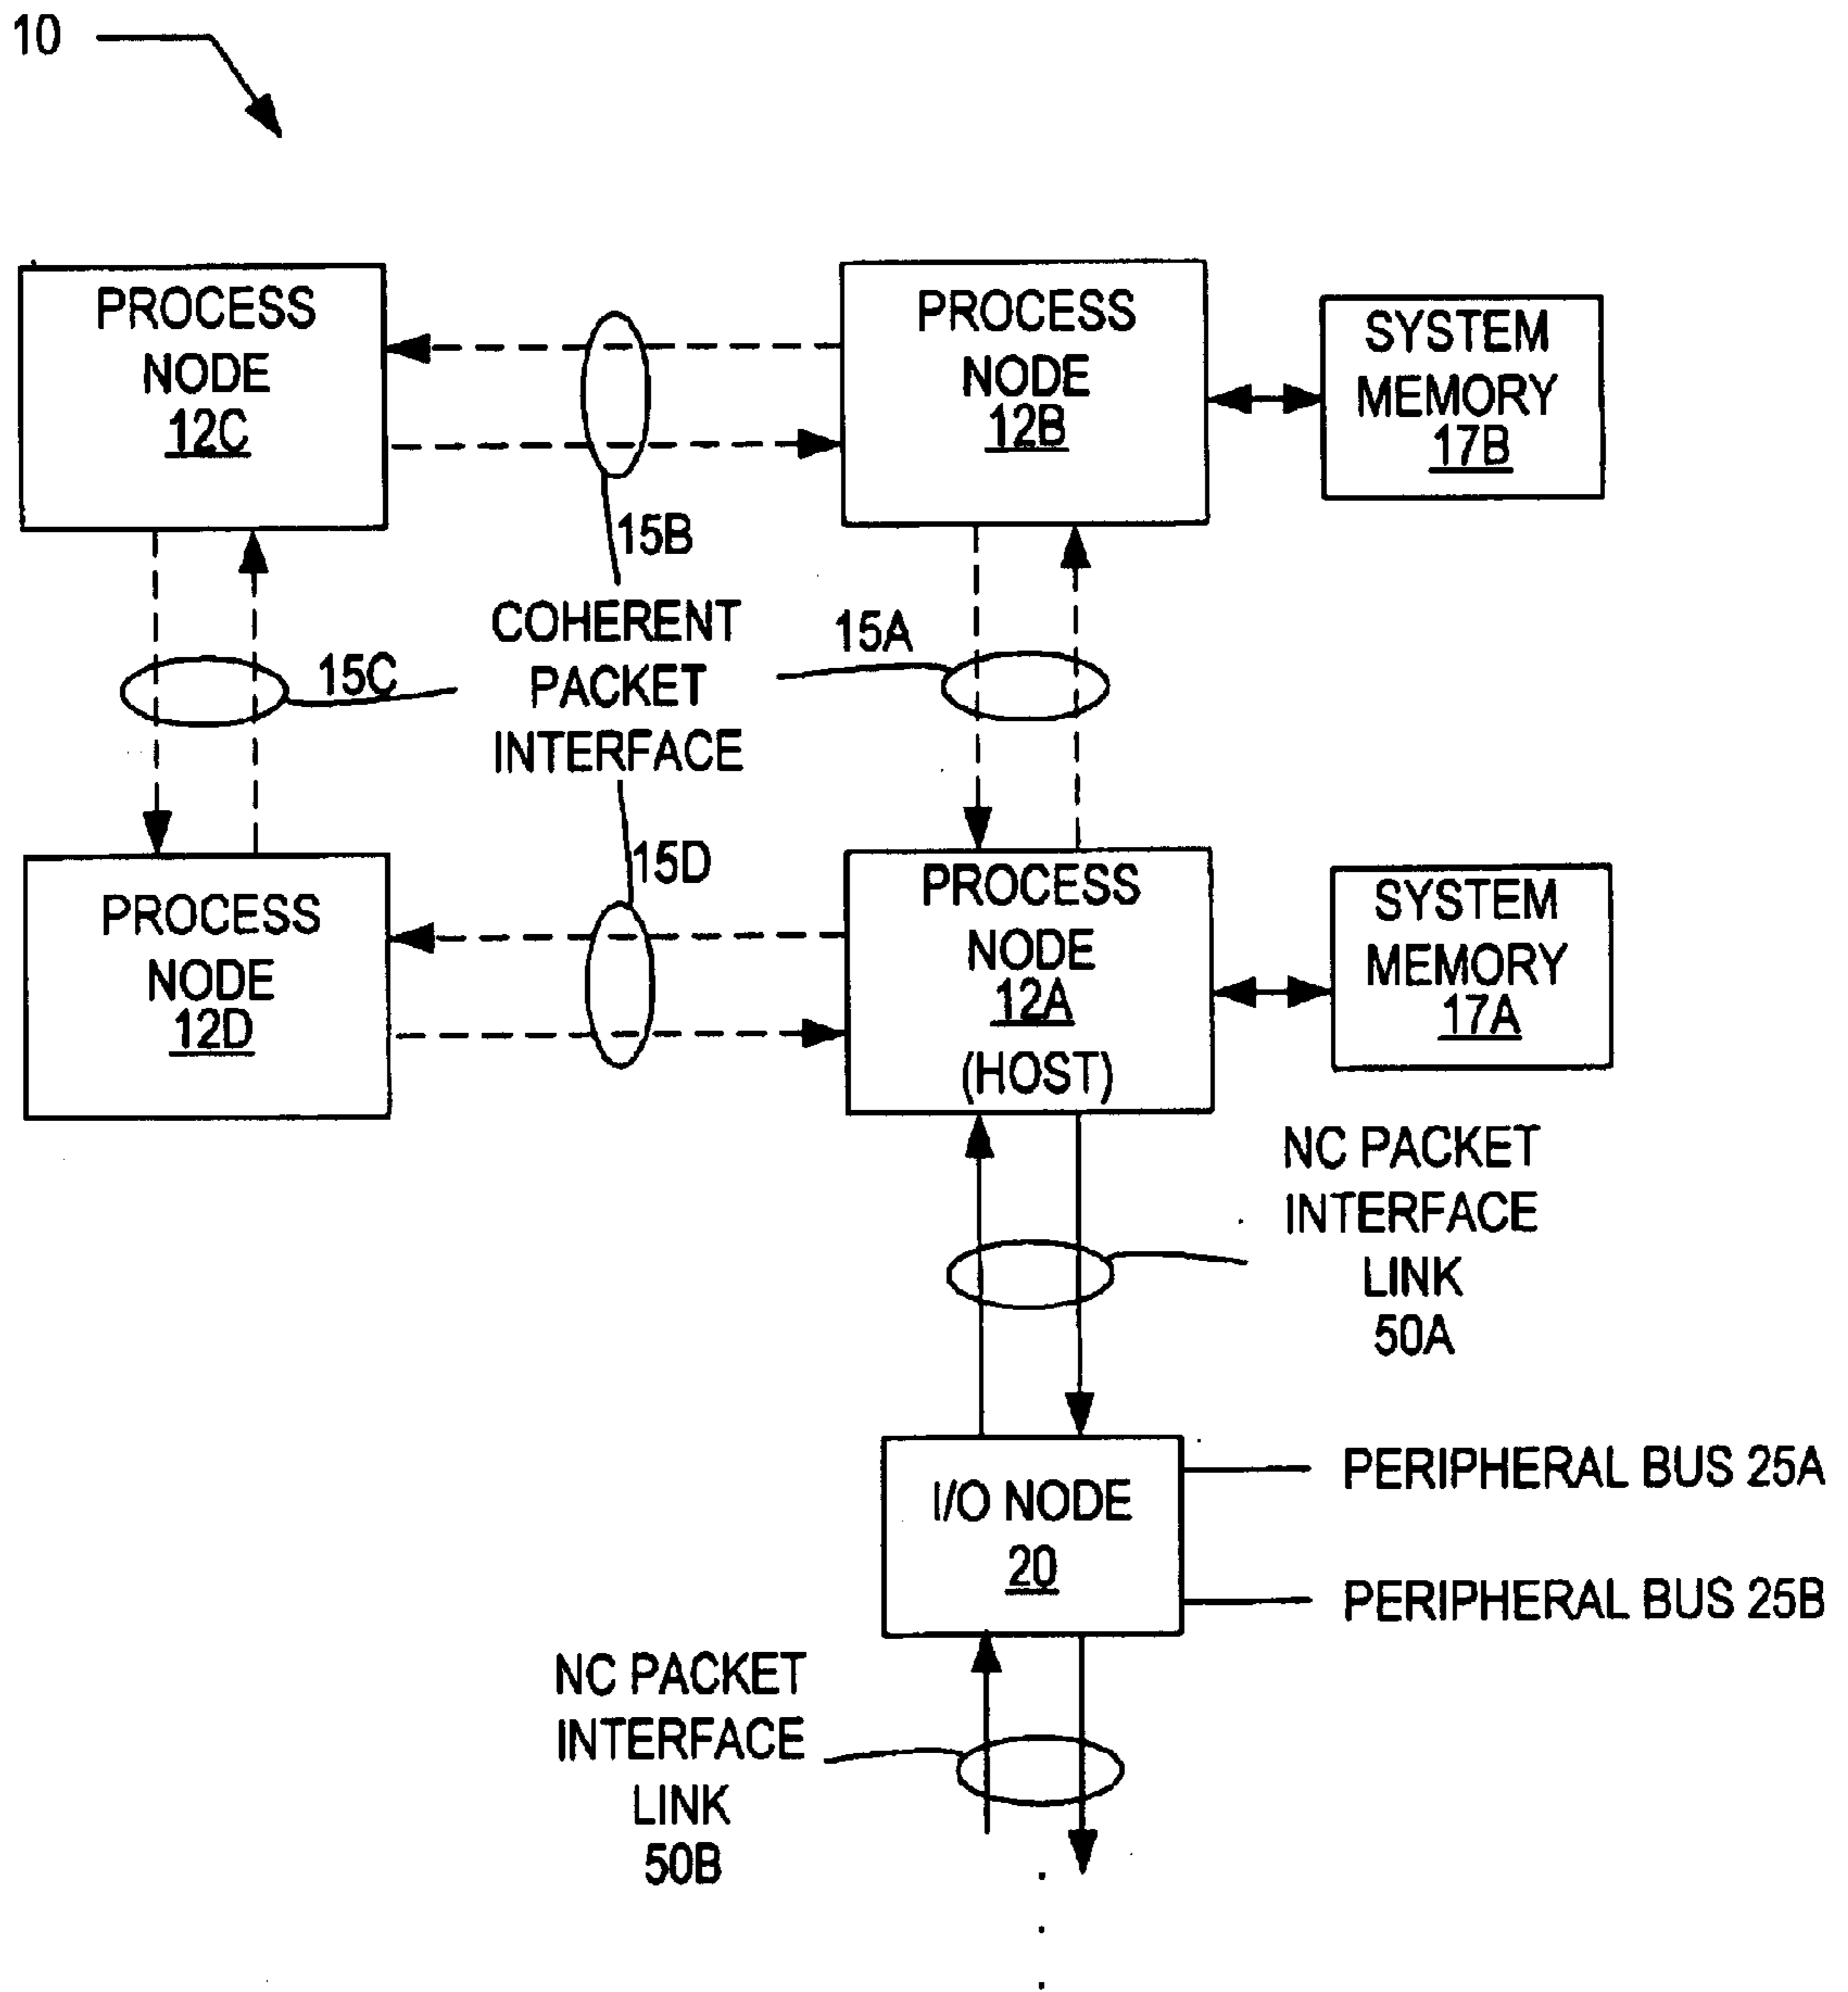 10
PROCESS
NODE
12C
PROCESS
NODE
12B
SYSTEM
MEMORY
17B
15B
COHERENT
PACKET
INTERFACE
15A
15C
15D
PROCESS
NODE
12D
PROCESS
NODE
12A
(HOST)
SYSTEM
MEMORY
17A
NC PACKET
INTERFACE
LINK
50A
I/O NODE
20
PERIPHERAL BUS 25A
PERIPHERAL BUS 25B
NC PACKET
INTERFACE
LINK
50B